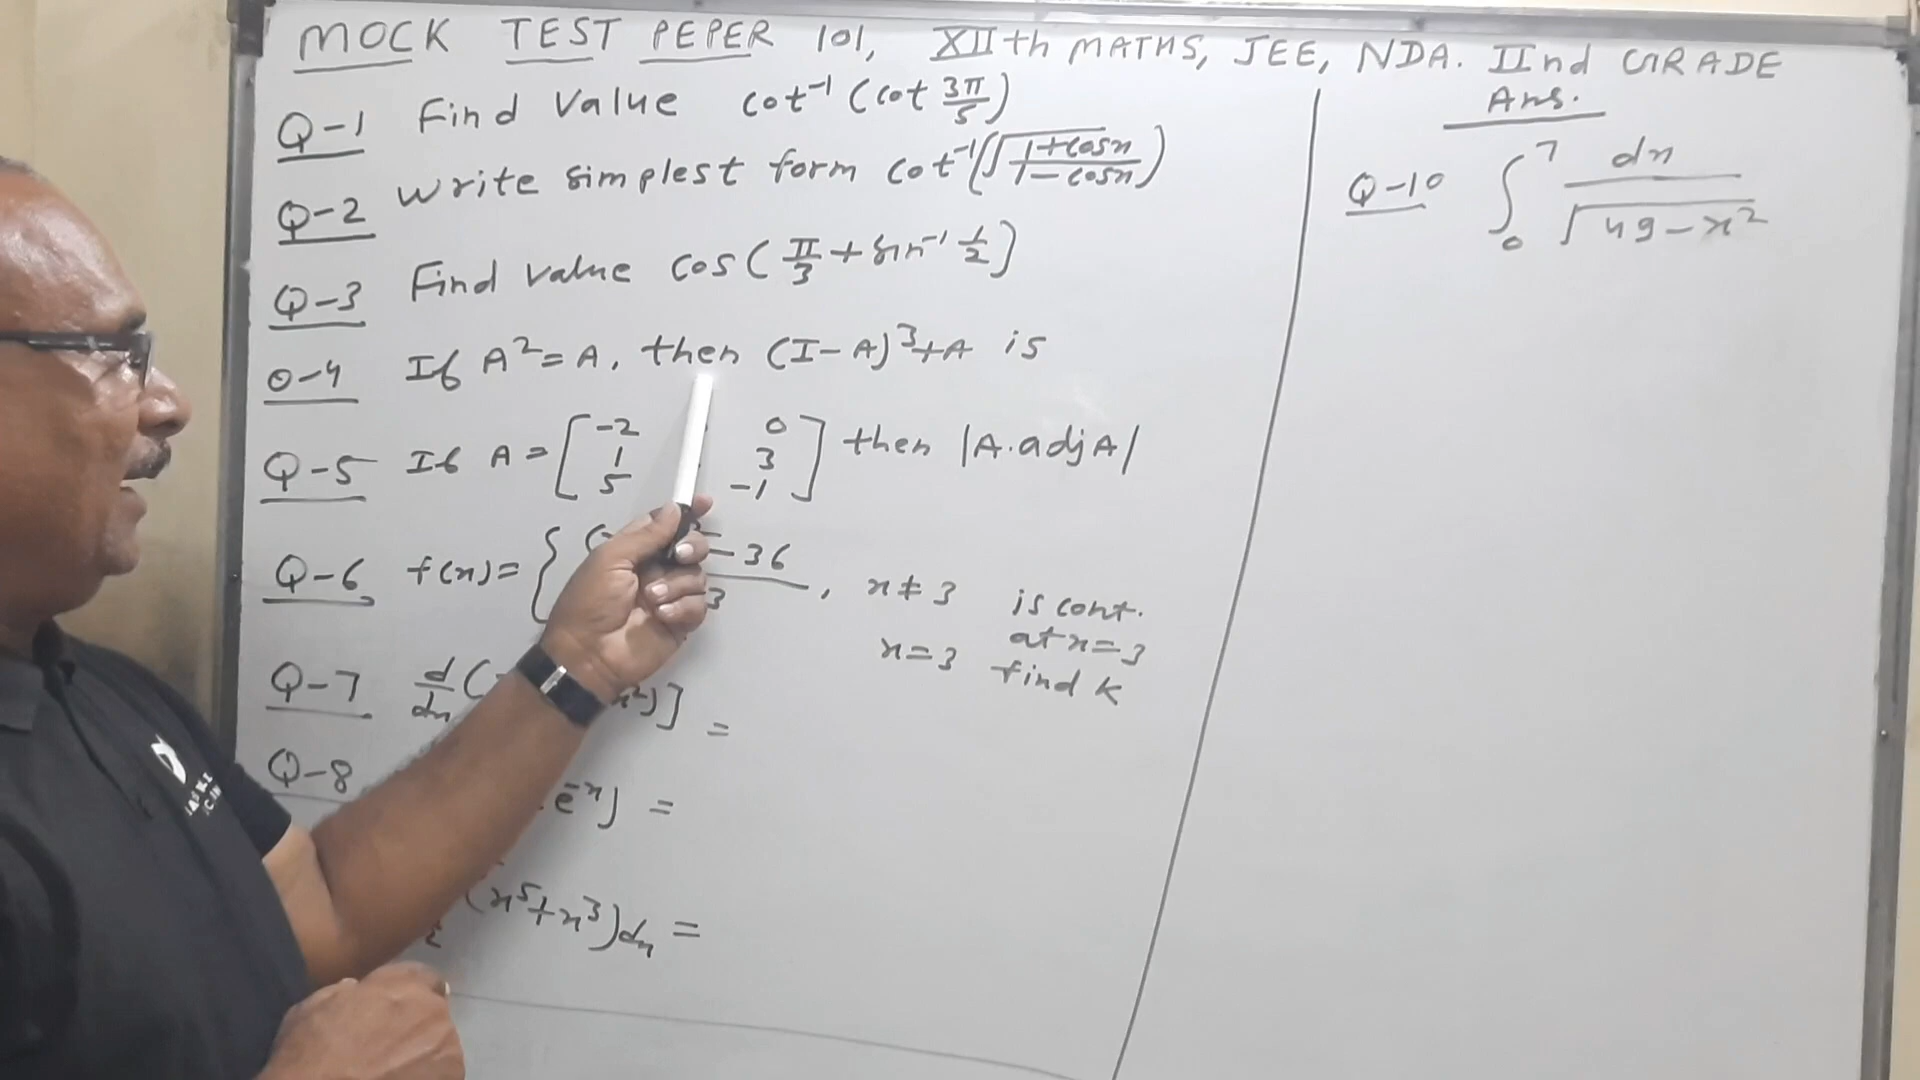 MOCK TEST PEPER 101, XIIth MATHS, JEE, NDA. IInd GRADE
Q-1 Find Value cot⁻¹(cot 3π/5)
Q-2 Write simplest form cot⁻¹(√(1+cosx/1-cosx))
Q-3 Find value cos(π/3 + sin⁻¹ 1/2)
Q-4 If A²=A, then (I-A)³+A is
Q-5 If A = [-2 0
1 3
5 -1] then |A.adjA|
Q-6 f(x)= { -36 / 3, x≠3 is cont.
x=3 at x=3
find k
Q-7 d/dx ( x²)] =
Q-8 e⁻ˣ) =
(x⁵+x³)dx =
Ans.
Q-10 ∫₀⁷ dx/√49-x²